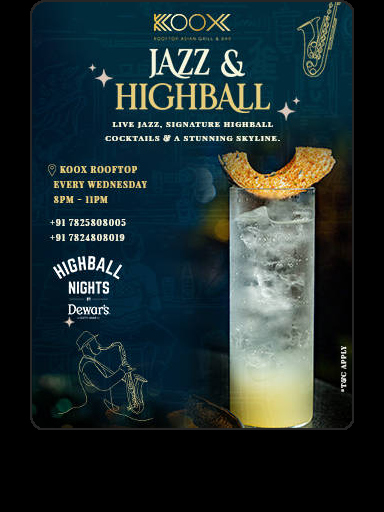 KOOX
ROOFTOP ASIAN GRILL & BAR
JAZZ &
HIGHBALL
LIVE JAZZ, SIGNATURE HIGHBALL
COCKTAILS & A STUNNING SKYLINE.
KOOX ROOFTOP
EVERY WEDNESDAY
8PM - 11PM
+91 7825808005
+91 7824808019
HIGHBALL
NIGHTS
BY
Dewar's
*T&C APPLY